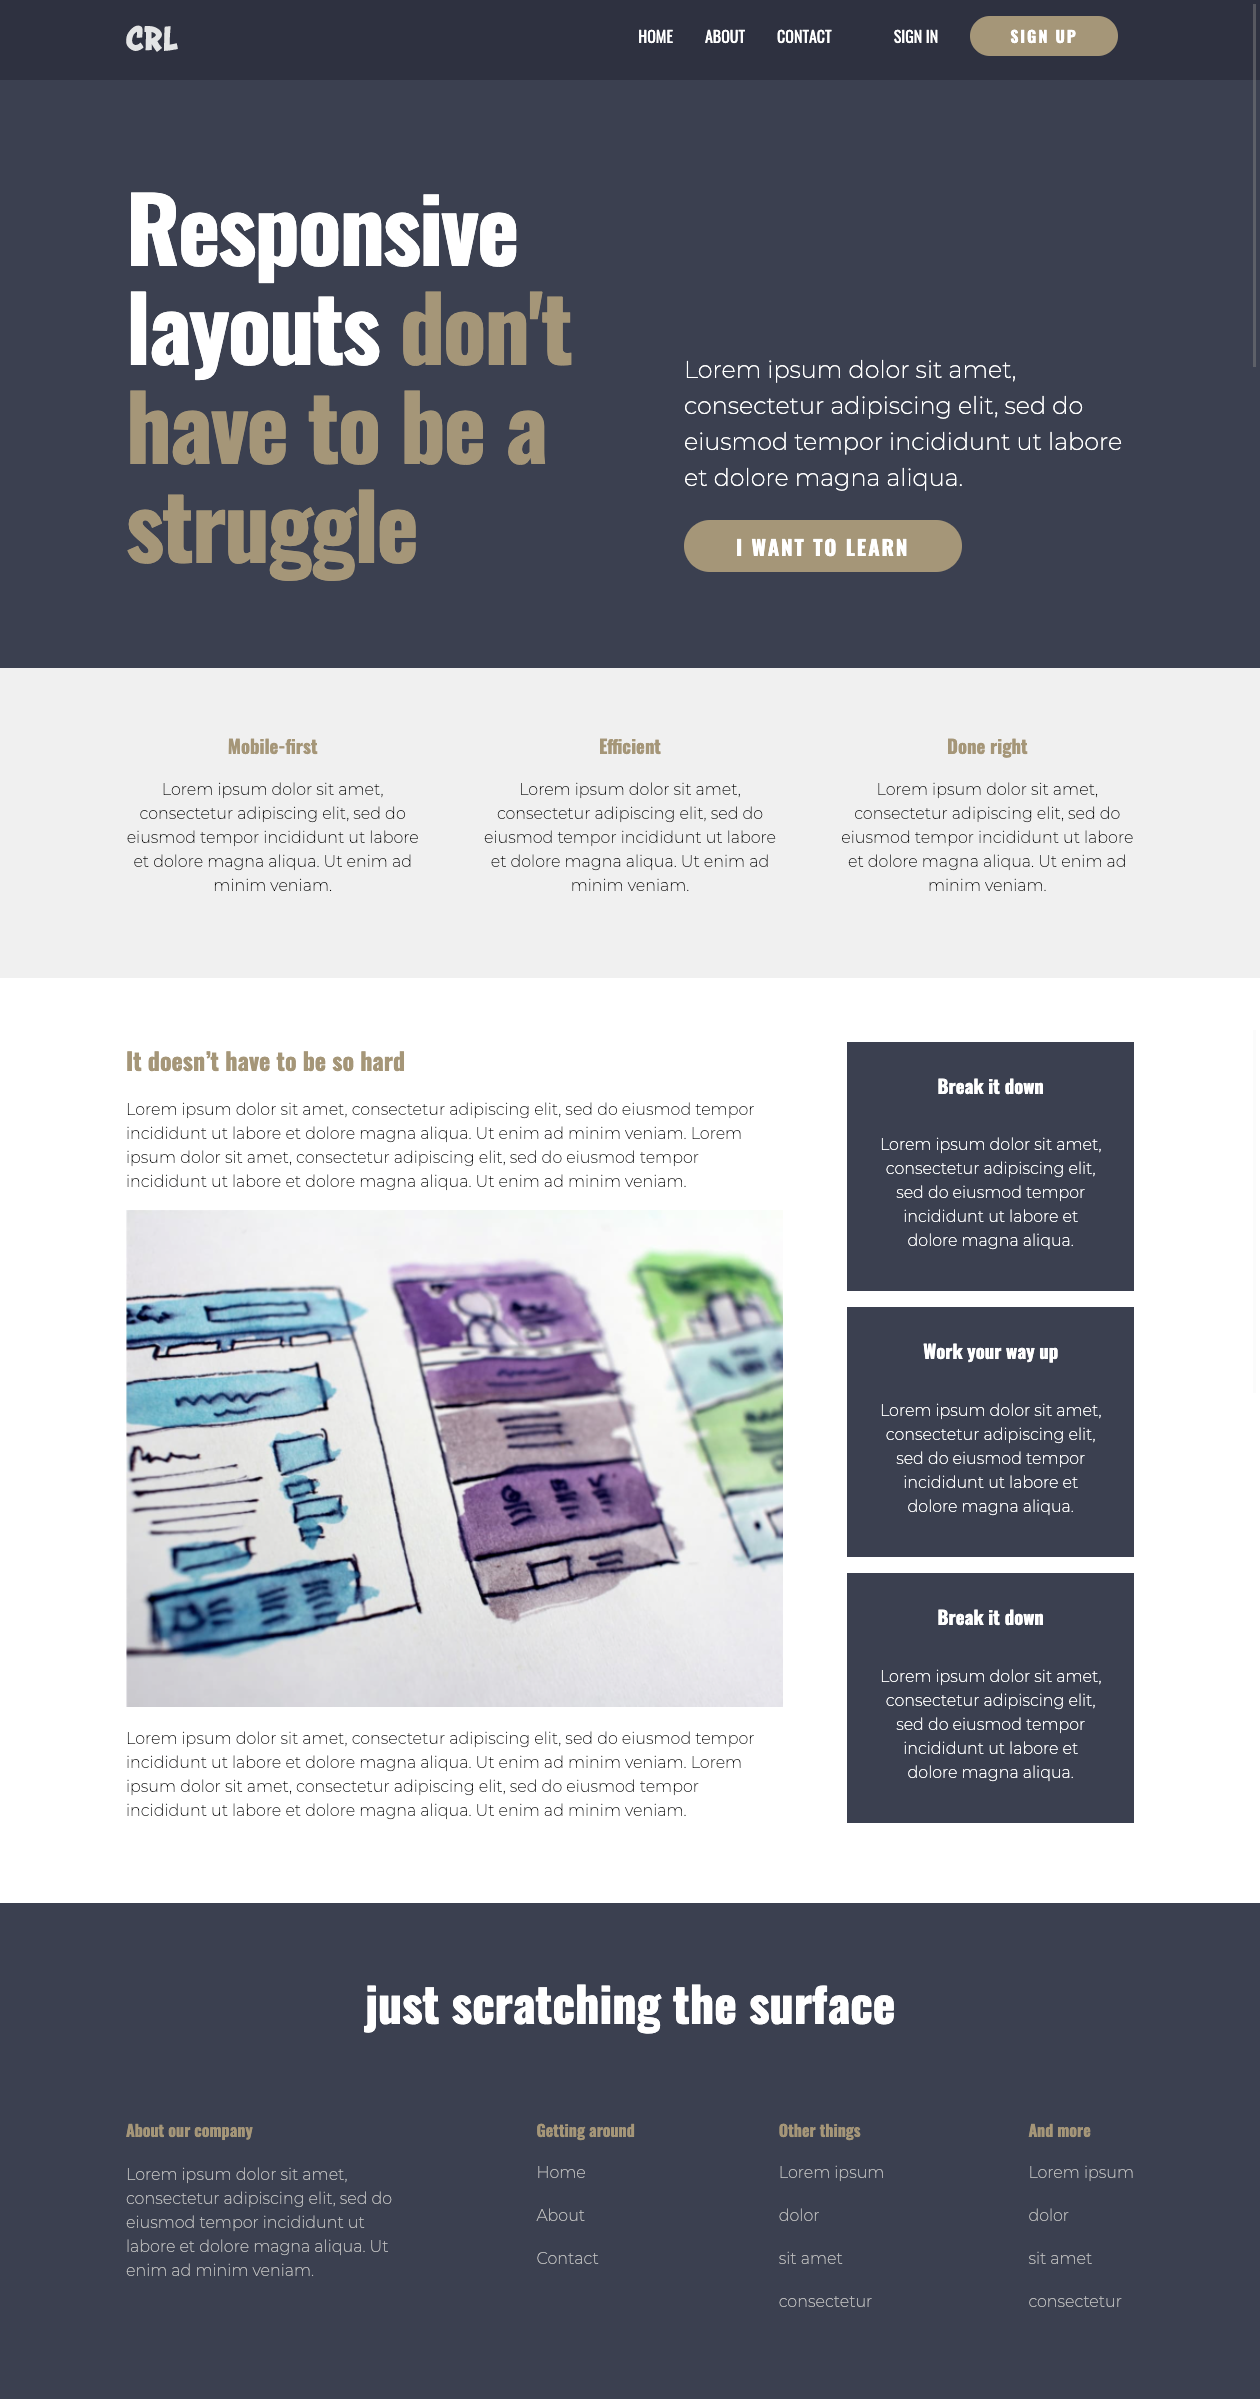 CRL
HOME ABOUT CONTACT SIGN IN SIGN UP
Responsive
layouts don't
have to be a
struggle
Lorem ipsum dolor sit amet,
consectetur adipiscing elit, sed do
eiusmod tempor incididunt ut labore
et dolore magna aliqua.
I WANT TO LEARN
Mobile-first
Lorem ipsum dolor sit amet,
consectetur adipiscing elit, sed do
eiusmod tempor incididunt ut labore
et dolore magna aliqua. Ut enim ad
minim veniam.
Efficient
Lorem ipsum dolor sit amet,
consectetur adipiscing elit, sed do
eiusmod tempor incididunt ut labore
et dolore magna aliqua. Ut enim ad
minim veniam.
Done right
Lorem ipsum dolor sit amet,
consectetur adipiscing elit, sed do
eiusmod tempor incididunt ut labore
et dolore magna aliqua. Ut enim ad
minim veniam.
It doesn’t have to be so hard
Lorem ipsum dolor sit amet, consectetur adipiscing elit, sed do eiusmod tempor
incididunt ut labore et dolore magna aliqua. Ut enim ad minim veniam. Lorem
ipsum dolor sit amet, consectetur adipiscing elit, sed do eiusmod tempor
incididunt ut labore et dolore magna aliqua. Ut enim ad minim veniam.
Lorem ipsum dolor sit amet, consectetur adipiscing elit, sed do eiusmod tempor
incididunt ut labore et dolore magna aliqua. Ut enim ad minim veniam. Lorem
ipsum dolor sit amet, consectetur adipiscing elit, sed do eiusmod tempor
incididunt ut labore et dolore magna aliqua. Ut enim ad minim veniam.
Break it down
Lorem ipsum dolor sit amet,
consectetur adipiscing elit,
sed do eiusmod tempor
incididunt ut labore et
dolore magna aliqua.
Work your way up
Lorem ipsum dolor sit amet,
consectetur adipiscing elit,
sed do eiusmod tempor
incididunt ut labore et
dolore magna aliqua.
Break it down
Lorem ipsum dolor sit amet,
consectetur adipiscing elit,
sed do eiusmod tempor
incididunt ut labore et
dolore magna aliqua.
just scratching the surface
About our company
Lorem ipsum dolor sit amet,
consectetur adipiscing elit, sed do
eiusmod tempor incididunt ut
labore et dolore magna aliqua. Ut
enim ad minim veniam.
Getting around
Home
About
Contact
Other things
Lorem ipsum
dolor
sit amet
consectetur
And more
Lorem ipsum
dolor
sit amet
consectetur